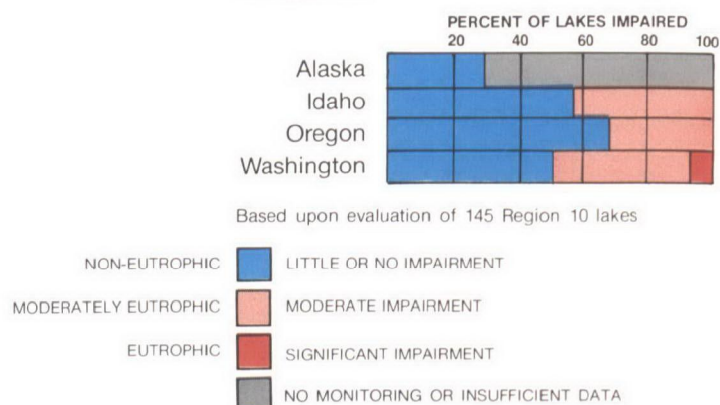 PERCENT OF LAKES IMPAIRED
20 40 60 80 100
Alaska
Idaho
Oregon
Washington
Based upon evaluation of 145 Region 10 lakes
NON-EUTROPHIC LITTLE OR NO IMPAIRMENT
MODERATELY EUTROPHIC MODERATE IMPAIRMENT
EUTROPHIC SIGNIFICANT IMPAIRMENT
NO MONITORING OR INSUFFICIENT DATA